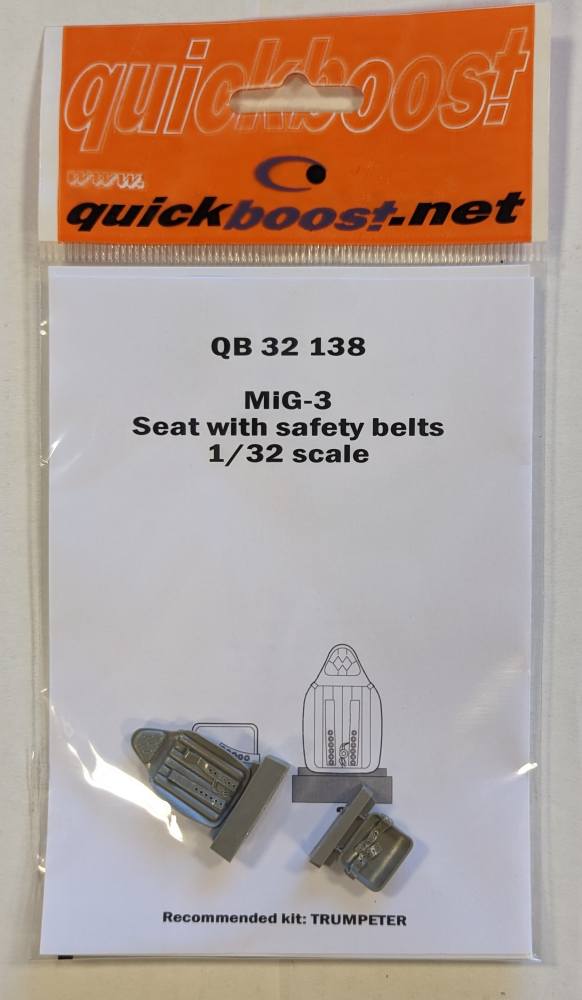 quickboost
www.
quickboost.net
QB 32 138
MiG-3
Seat with safety belts
1/32 scale
Recommended kit: TRUMPETER